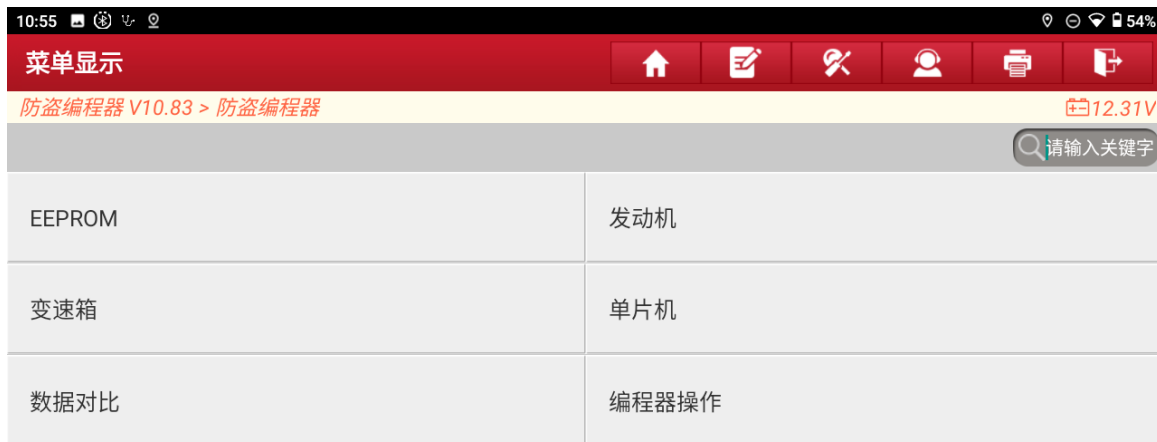 10:55 54%
菜单显示
防盗编程器 V10.83 > 防盗编程器 12.31V
请输入关键字
EEPROM 发动机
变速箱 单片机
数据对比 编程器操作